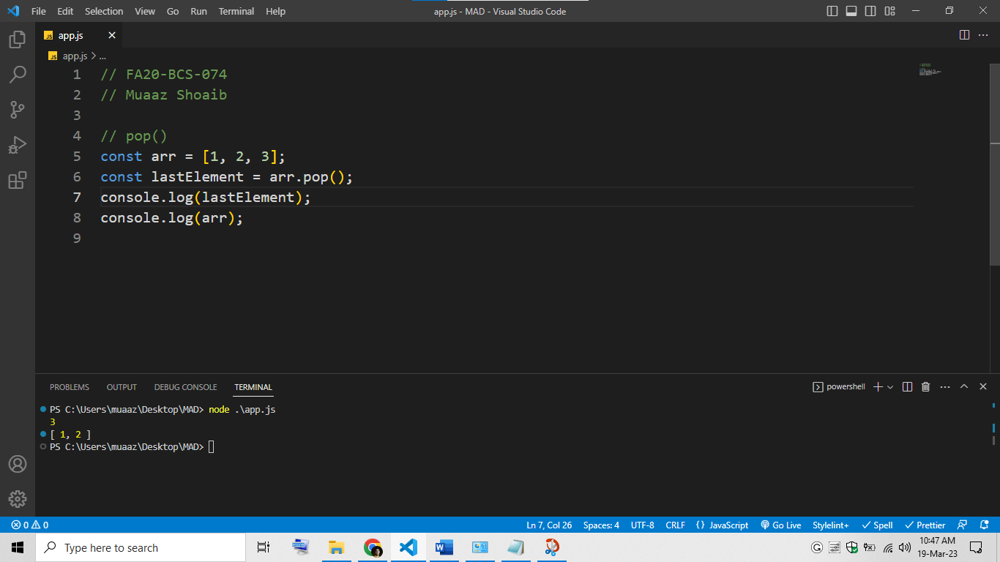 File Edit Selection View Go Run Terminal Help app.js - MAD - Visual Studio Code
JS app.js
JS app.js > ...
1 // FA20-BCS-074
2 // Muaaz Shoaib
3
4 // pop()
5 const arr = [1, 2, 3];
6 const lastElement = arr.pop();
7 console.log(lastElement);
8 console.log(arr);
9
PROBLEMS OUTPUT DEBUG CONSOLE TERMINAL powershell
PS C:\Users\muaaz\Desktop\MAD> node .\app.js
3
[ 1, 2 ]
PS C:\Users\muaaz\Desktop\MAD>
0 0 Ln 7, Col 26 Spaces: 4 UTF-8 CRLF {} JavaScript Go Live Stylelint+ Spell Prettier
Type here to search 10:47 AM
19-Mar-23